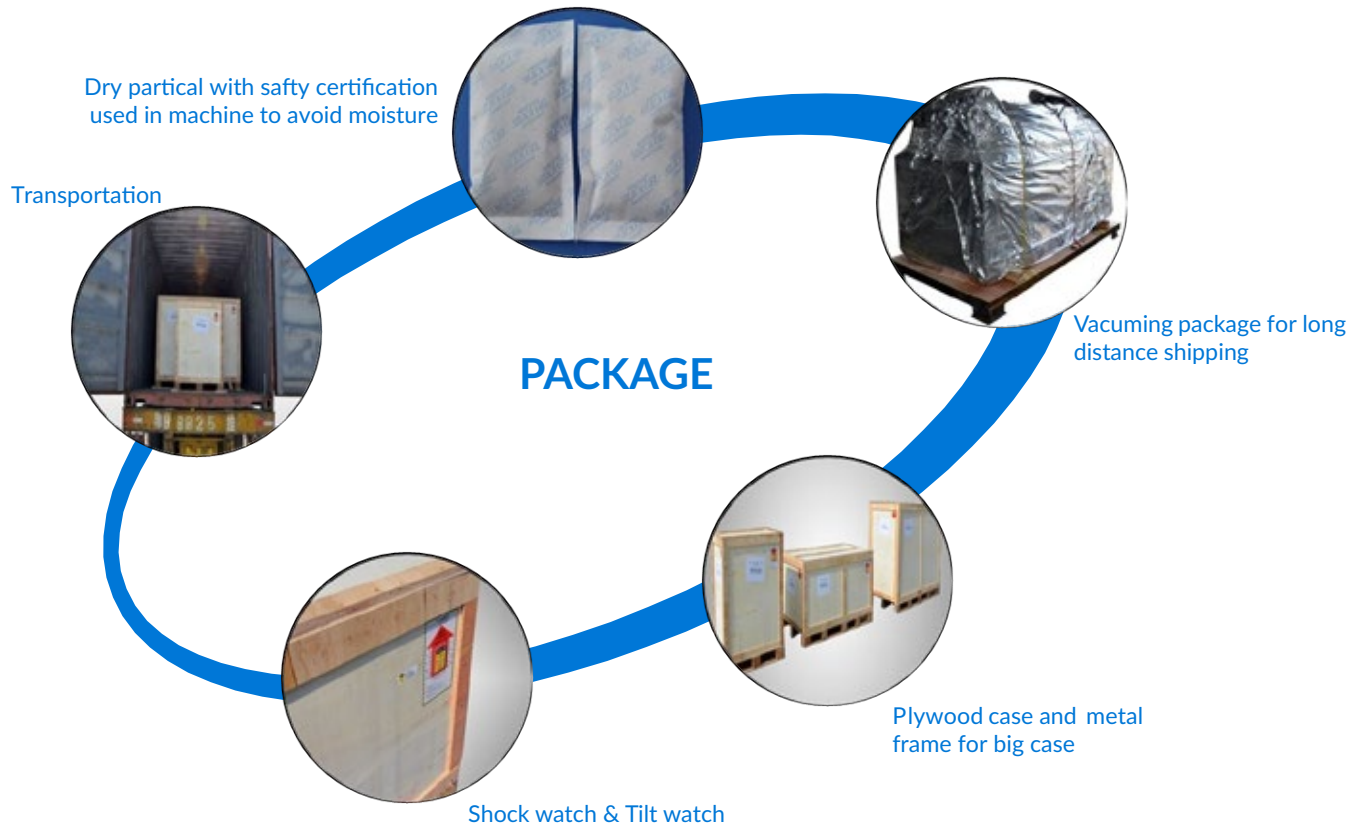 Dry partical with safty certification
used in machine to avoid moisture
Transportation
PACKAGE
Vacuming package for long
distance shipping
Plywood case and metal
frame for big case
Shock watch & Tilt watch